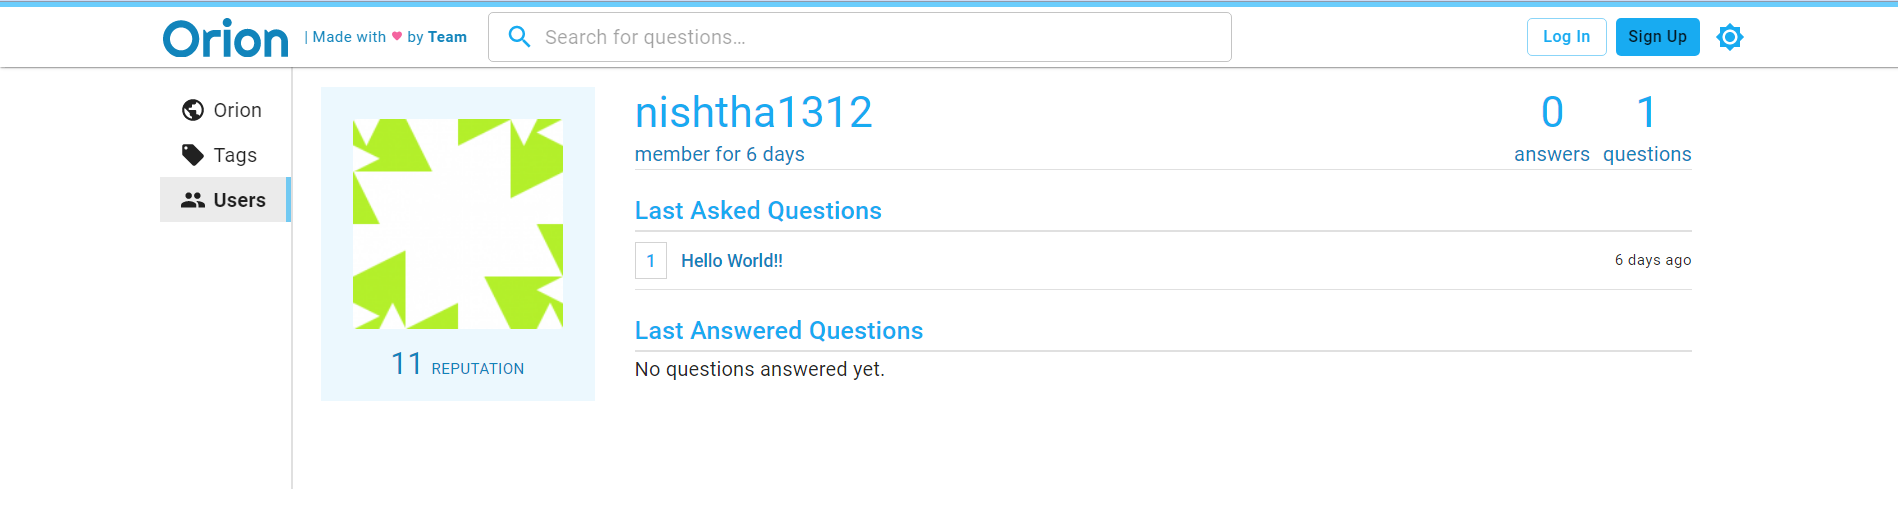 Orion | Made with ♥ by Team
Search for questions...
Log In
Sign Up
Orion
Tags
Users
11 REPUTATION
nishtha1312
member for 6 days
0 answers
1 questions
Last Asked Questions
1 Hello World!! 6 days ago
Last Answered Questions
No questions answered yet.